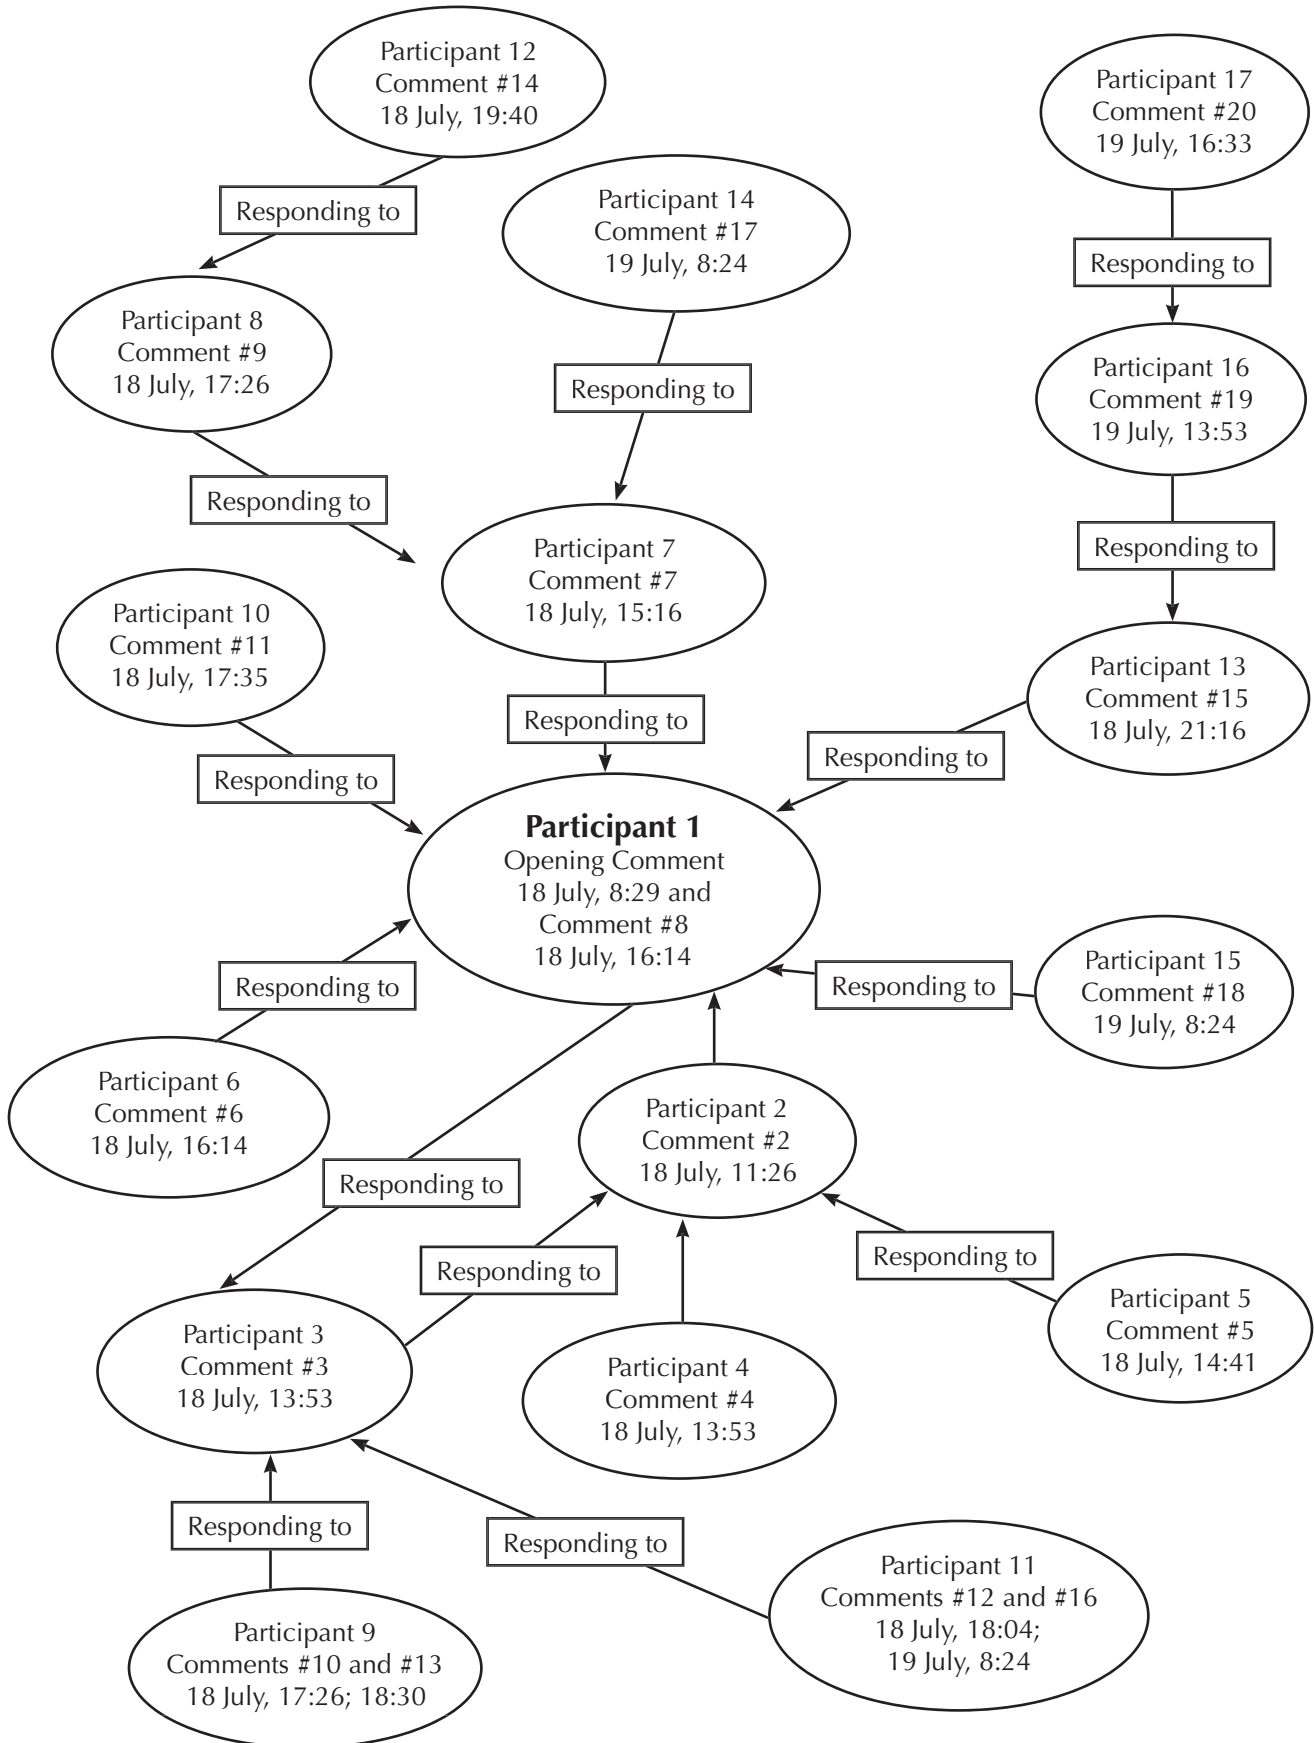 Participant 12
Comment #14
18 July, 19:40
Participant 17
Comment #20
19 July, 16:33
Responding to
Participant 14
Comment #17
19 July, 8:24
Responding to
Participant 8
Comment #9
18 July, 17:26
Responding to
Participant 16
Comment #19
19 July, 13:53
Responding to
Participant 7
Comment #7
18 July, 15:16
Responding to
Participant 10
Comment #11
18 July, 17:35
Participant 13
Comment #15
18 July, 21:16
Responding to
Responding to
Responding to
Participant 1
Opening Comment
18 July, 8:29 and
Comment #8
18 July, 16:14
Responding to
Participant 15
Comment #18
19 July, 8:24
Responding to
Participant 6
Comment #6
18 July, 16:14
Participant 2
Comment #2
18 July, 11:26
Responding to
Responding to
Responding to
Participant 3
Comment #3
18 July, 13:53
Participant 4
Comment #4
18 July, 13:53
Participant 5
Comment #5
18 July, 14:41
Responding to
Responding to
Participant 11
Comments #12 and #16
18 July, 18:04;
19 July, 8:24
Participant 9
Comments #10 and #13
18 July, 17:26; 18:30